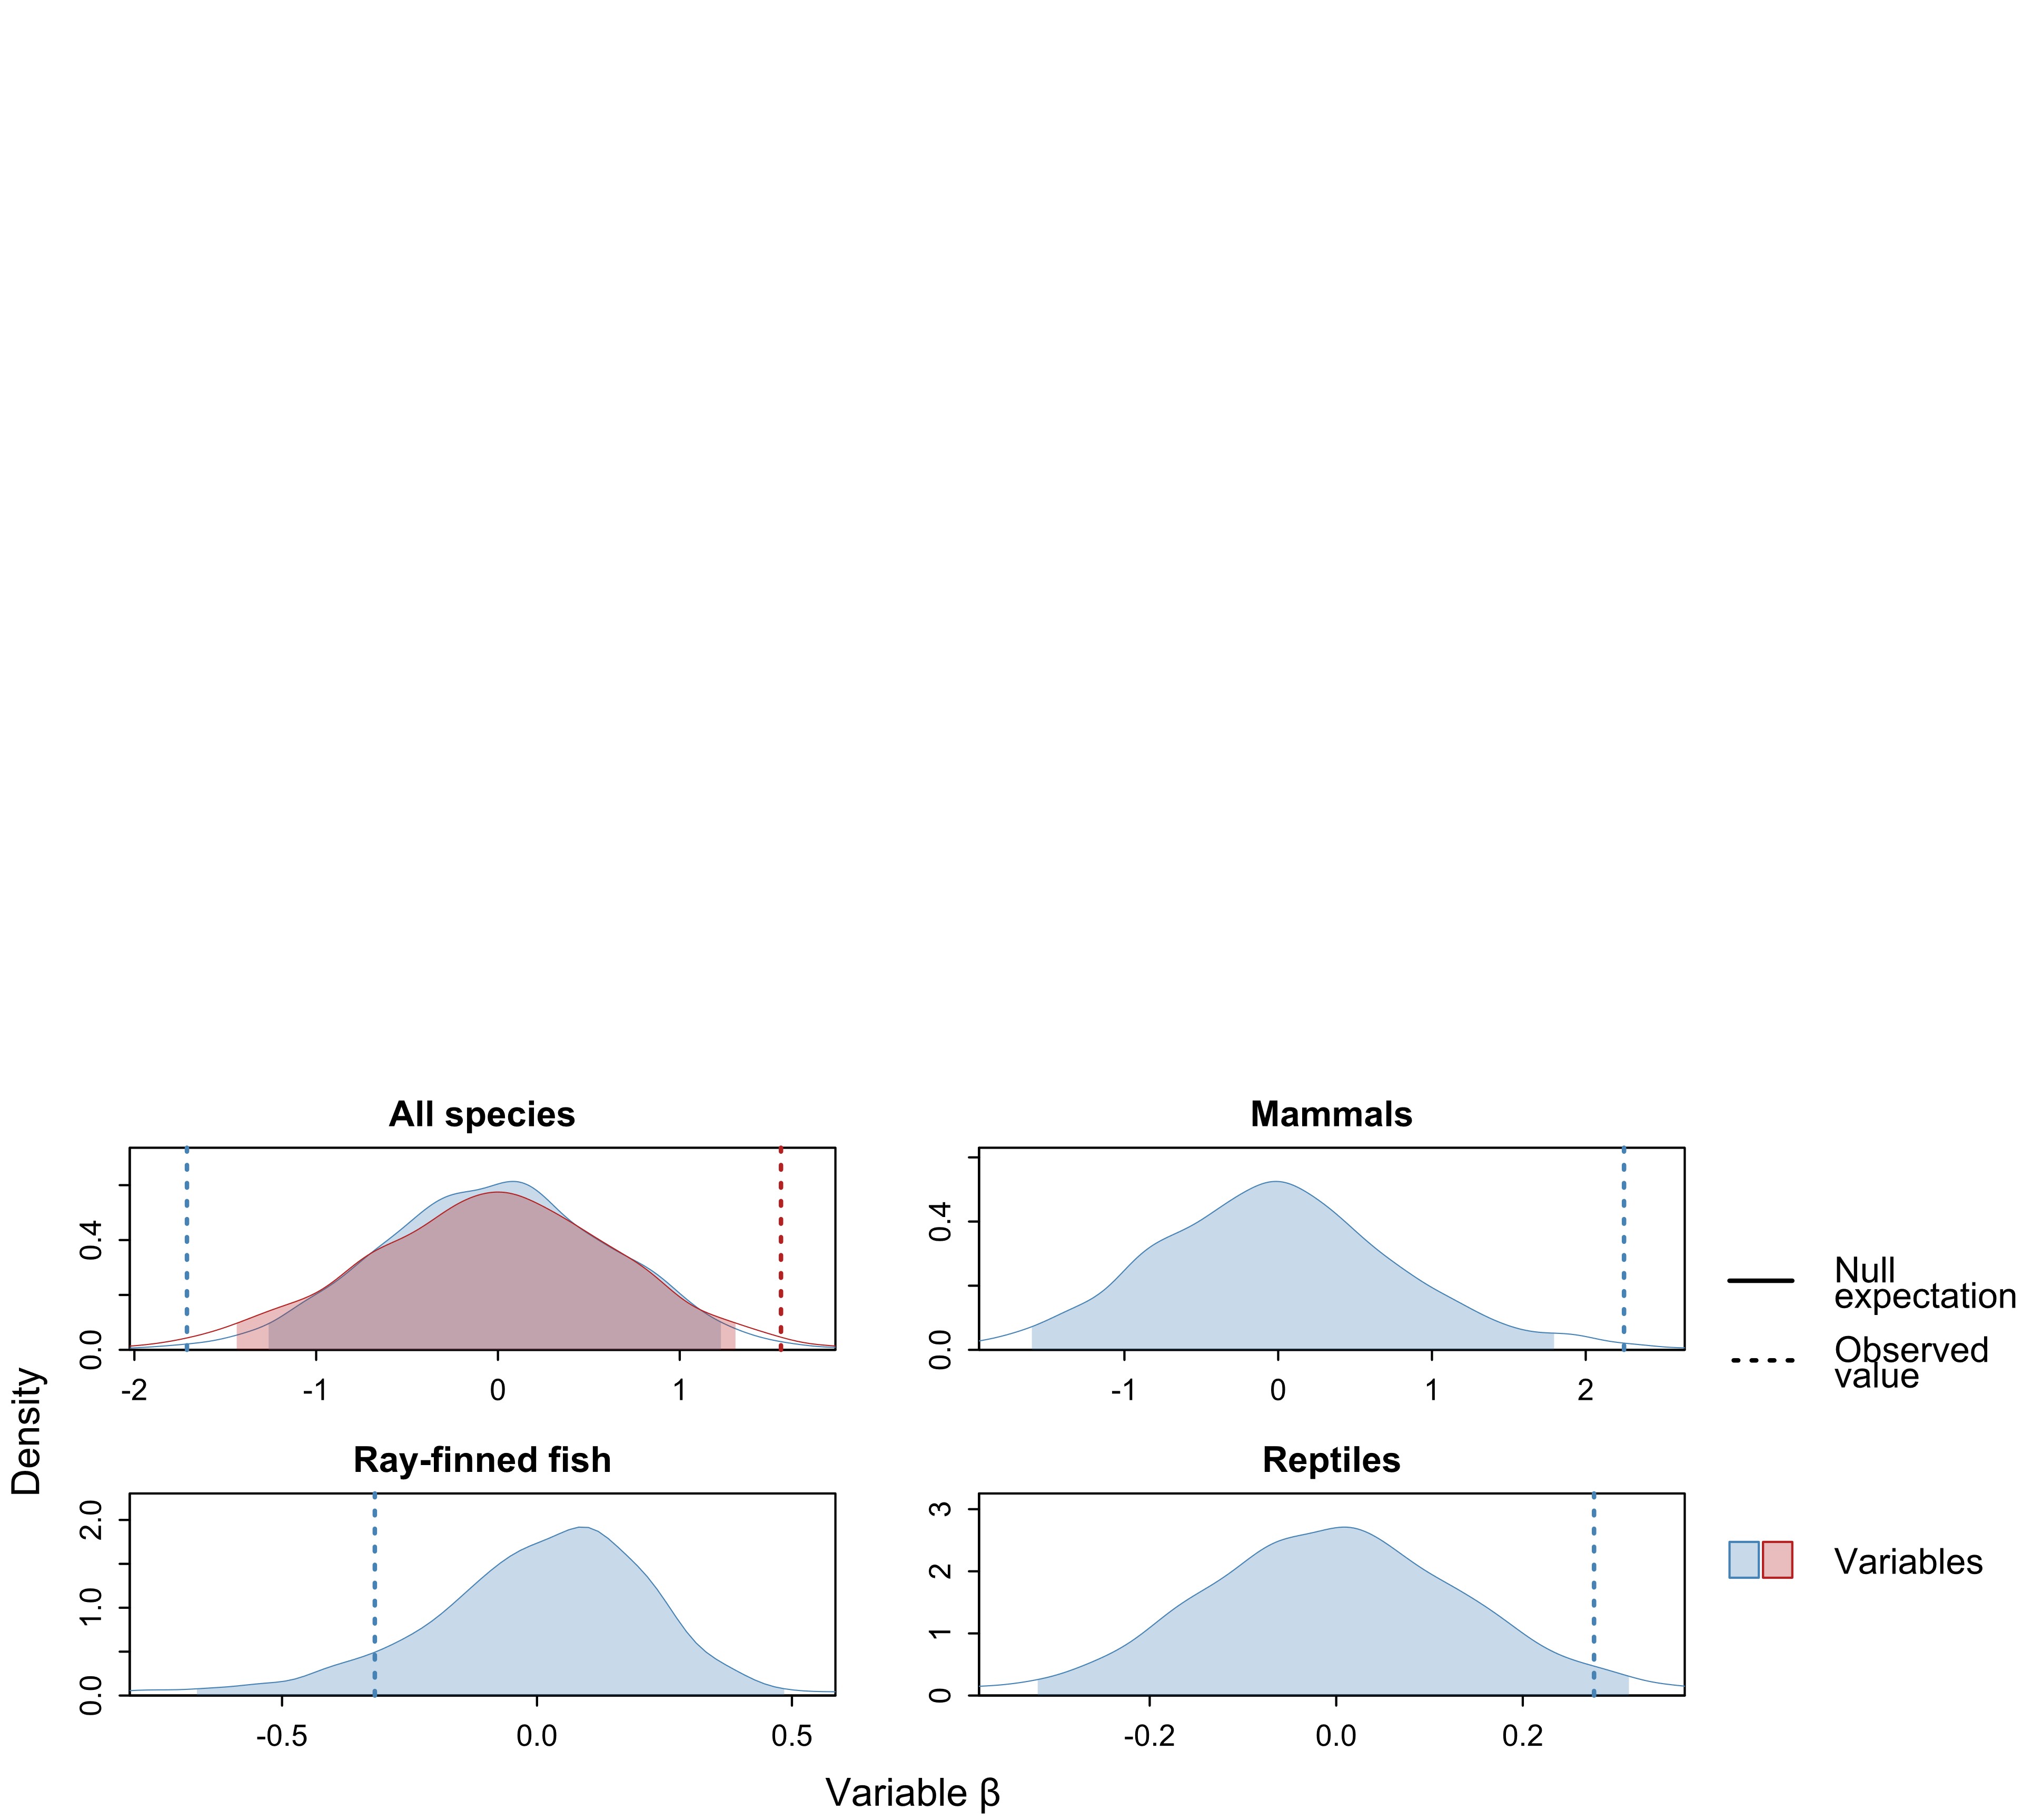 All species
Mammals
0.0 0.4
-2 -1 0 1
0.0 0.4
-1 0 1 2
Null
expectation
Observed
value
Density
Ray-finned fish
Reptiles
0.0 1.0 2.0
-0.5 0.0 0.5
0 1 2 3
-0.2 0.0 0.2
Variables
Variable β